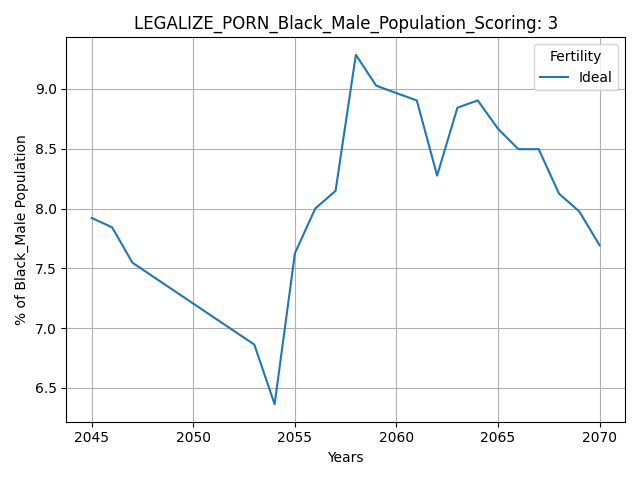 LEGALIZE_PORN_Black_Male_Population_Scoring: 3
Fertility
Ideal
% of Black_Male Population
9.0
8.5
8.0
7.5
7.0
6.5
2045 2050 2055 2060 2065 2070
Years